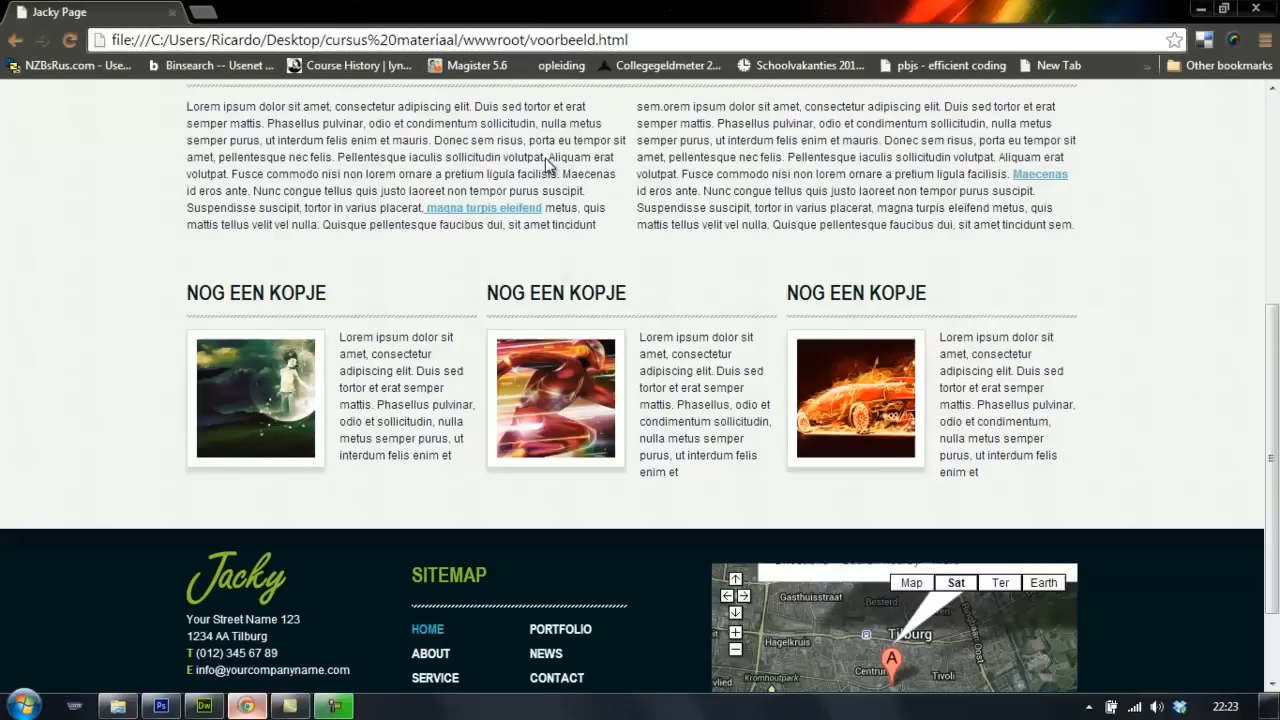 Jacky Page
file:///C:/Users/Ricardo/Desktop/cursus%20materiaal/wwwroot/voorbeeld.html
NZBsRus.com - Use...
Binsearch -- Usenet ...
Course History | lyn...
Magister 5.6
opleiding
Collegegeldmeter 2...
Schoolvakanties 201...
pbjs - efficient coding
New Tab
Other bookmarks
Lorem ipsum dolor sit amet, consectetur adipiscing elit. Duis sed tortor et erat
semper mattis. Phasellus pulvinar, odio et condimentum sollicitudin, nulla metus
semper purus, ut interdum felis enim et mauris. Donec sem risus, porta eu tempor sit
amet, pellentesque nec felis. Pellentesque iaculis sollicitudin volutpat. Aliquam erat
volutpat. Fusce commodo nisi non lorem ornare a pretium ligula facilisis. Maecenas
id eros ante. Nunc congue tellus quis justo laoreet non tempor purus suscipit.
Suspendisse suscipit, tortor in varius placerat, magna turpis eleifend metus, quis
mattis tellus velit vel nulla. Quisque pellentesque faucibus dui, sit amet tincidunt
sem.orem ipsum dolor sit amet, consectetur adipiscing elit. Duis sed tortor et erat
semper mattis. Phasellus pulvinar, odio et condimentum sollicitudin, nulla metus
semper purus, ut interdum felis enim et mauris. Donec sem risus, porta eu tempor sit
amet, pellentesque nec felis. Pellentesque iaculis sollicitudin volutpat. Aliquam erat
volutpat. Fusce commodo nisi non lorem ornare a pretium ligula facilisis. Maecenas
id eros ante. Nunc congue tellus quis justo laoreet non tempor purus suscipit.
Suspendisse suscipit, tortor in varius placerat, magna turpis eleifend metus, quis
mattis tellus velit vel nulla. Quisque pellentesque faucibus dui, sit amet tincidunt sem.
NOG EEN KOPJE
Lorem ipsum dolor sit
amet, consectetur
adipiscing elit. Duis sed
tortor et erat semper
mattis. Phasellus pulvinar,
odio et sollicitudin, nulla
metus semper purus, ut
interdum felis enim et
NOG EEN KOPJE
Lorem ipsum dolor sit
amet, consectetur
adipiscing elit. Duis sed
tortor et erat semper
mattis. Phasellus, odio et
condimentum sollicitudin,
nulla metus semper
purus, ut interdum felis
enim et
NOG EEN KOPJE
Lorem ipsum dolor sit
amet, consectetur
adipiscing elit. Duis sed
tortor et erat semper
mattis. Phasellus pulvinar,
odio et condimentum,
nulla metus semper
purus, ut interdum felis
enim et
Jacky
Your Street Name 123
1234 AA Tilburg
T (012) 345 67 89
E info@yourcompanyname.com
SITEMAP
HOME
PORTFOLIO
ABOUT
NEWS
SERVICE
CONTACT
Map
Sat
Ter
Earth
Gasthuisstraat
Besterd
Tilburg
Hagelkruis
A
Centrum
Tivoli
Kromhoutpark
22:23